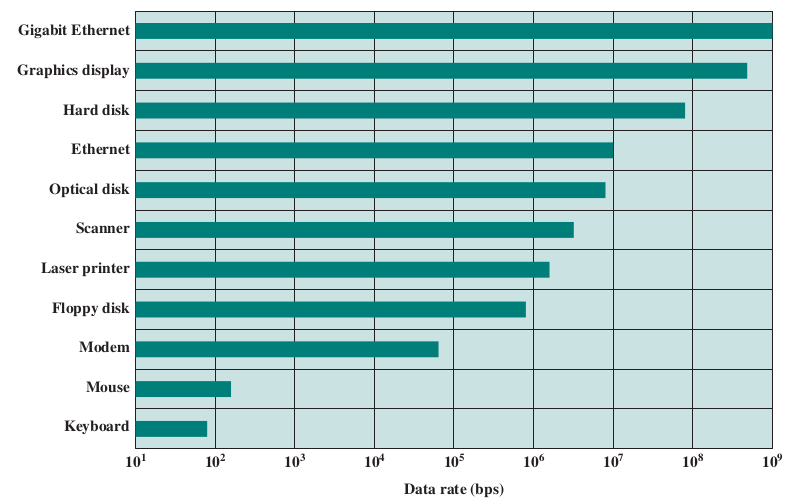 Gigabit Ethernet
Graphics display
Hard disk
Ethernet
Optical disk
Scanner
Laser printer
Floppy disk
Modem
Mouse
Keyboard
10¹ 10² 10³ 10⁴ 10⁵ 10⁶ 10⁷ 10⁸ 10⁹
Data rate (bps)